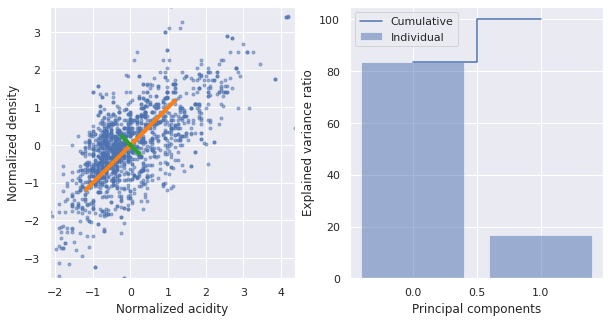 3
2
1
0
−1
−2
−3
Normalized density
−2 −1 0 1 2 3 4
Normalized acidity
Cumulative
Individual
100
80
60
40
20
0
Explained variance ratio
0.0 0.5 1.0
Principal components